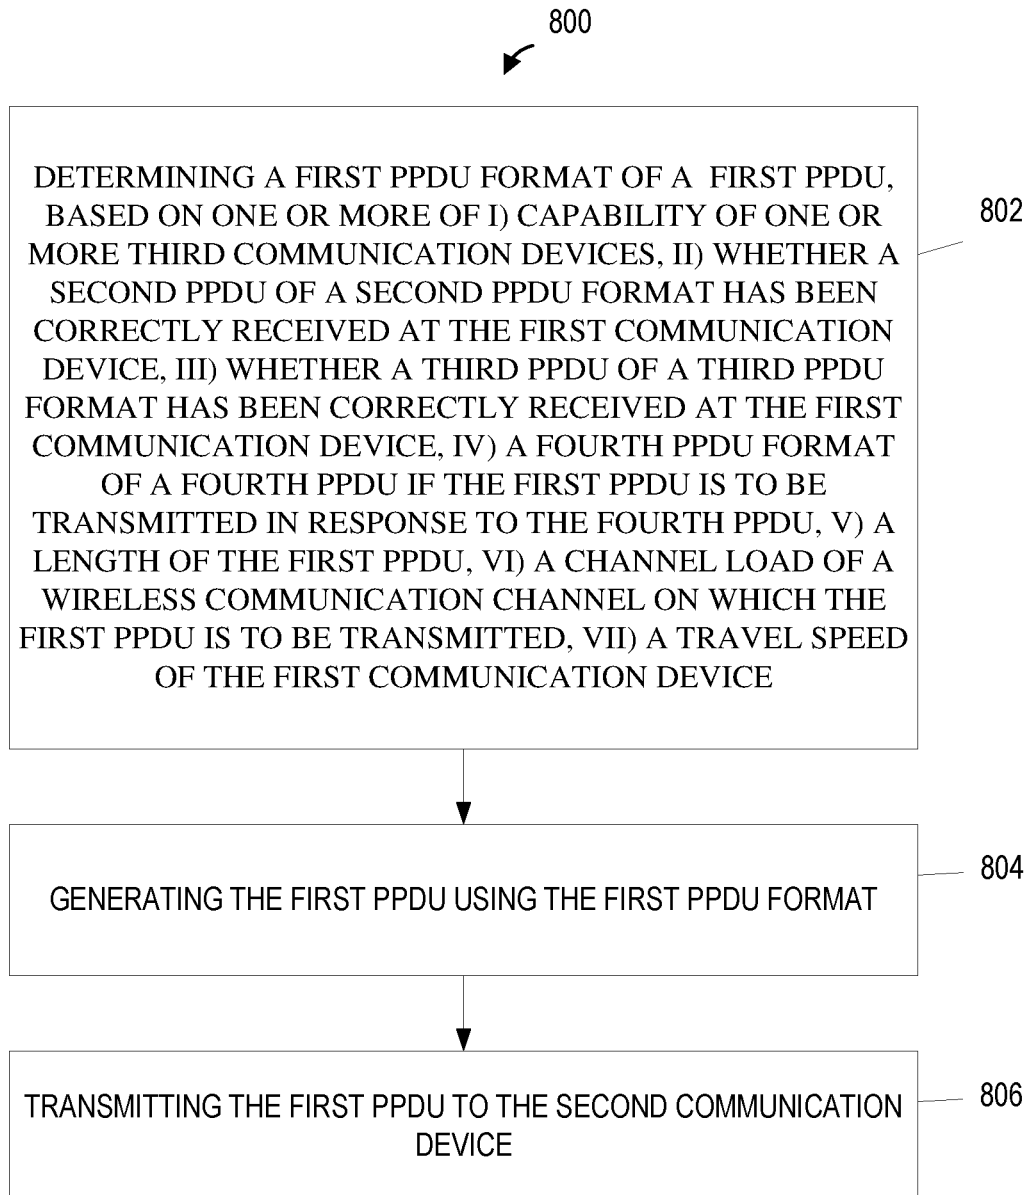 800
DETERMINING A FIRST PPDU FORMAT OF A FIRST PPDU,
BASED ON ONE OR MORE OF I) CAPABILITY OF ONE OR
MORE THIRD COMMUNICATION DEVICES, II) WHETHER A
SECOND PPDU OF A SECOND PPDU FORMAT HAS BEEN
CORRECTLY RECEIVED AT THE FIRST COMMUNICATION
DEVICE, III) WHETHER A THIRD PPDU OF A THIRD PPDU
FORMAT HAS BEEN CORRECTLY RECEIVED AT THE FIRST
COMMUNICATION DEVICE, IV) A FOURTH PPDU FORMAT
OF A FOURTH PPDU IF THE FIRST PPDU IS TO BE
TRANSMITTED IN RESPONSE TO THE FOURTH PPDU, V) A
LENGTH OF THE FIRST PPDU, VI) A CHANNEL LOAD OF A
WIRELESS COMMUNICATION CHANNEL ON WHICH THE
FIRST PPDU IS TO BE TRANSMITTED, VII) A TRAVEL SPEED
OF THE FIRST COMMUNICATION DEVICE
802
GENERATING THE FIRST PPDU USING THE FIRST PPDU FORMAT
804
TRANSMITTING THE FIRST PPDU TO THE SECOND COMMUNICATION
DEVICE
806